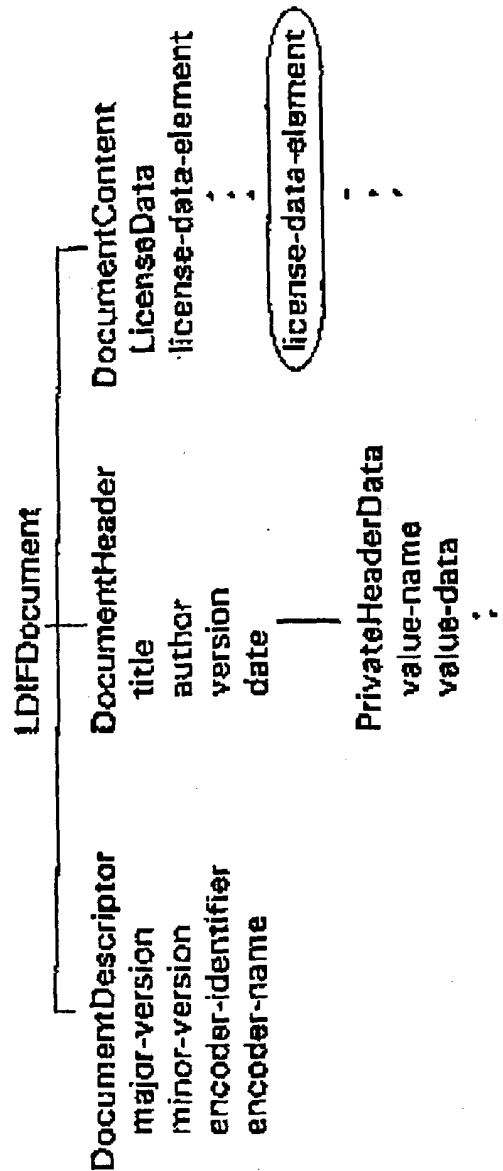 LDIFDocument
DocumentDescriptor
major-version
minor-version
encoder-identifier
encoder-name
DocumentHeader
title
author
version
date
PrivateHeaderData
value-name
value-data
DocumentContent
LicenseData
license-data-element
license-data-element